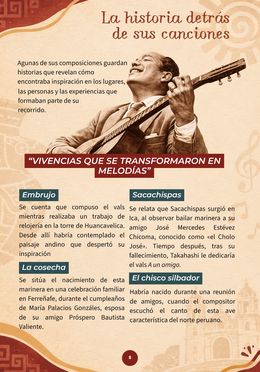 La historia detrás
de sus canciones
Agunas de sus composiciones guardan
historias que revelan cómo
encontraba inspiración en los lugares,
las personas y las experiencias que
formaban parte de su
recorrido.
“VIVENCIAS QUE SE TRANSFORMARON EN
MELODÍAS”
Embrujo
Se cuenta que compuso el vals
mientras realizaba un trabajo de
relojería en la torre de Huancavelica.
Desde allí habría contemplado el
paisaje andino que despertó su
inspiración
La cosecha
Se sitúa el nacimiento de esta
marinera en una celebración familiar
en Ferreñafe, durante el cumpleaños
de María Palacios Gonzáles, esposa
de su amigo Próspero Bautista
Valiente.
Sacachispas
Se relata que Sacachispas surgió en
Ica, al observar bailar marinera a su
amigo José Mercedes Estévez
Chicoma, conocido como «el Cholo
José». Tiempo después, tras su
fallecimiento, Takahashi le dedicaría
el vals A un amigo.
El chisco silbador
Habría nacido durante una reunión
de amigos, cuando el compositor
escuchó el canto de esta ave
característica del norte peruano.
8